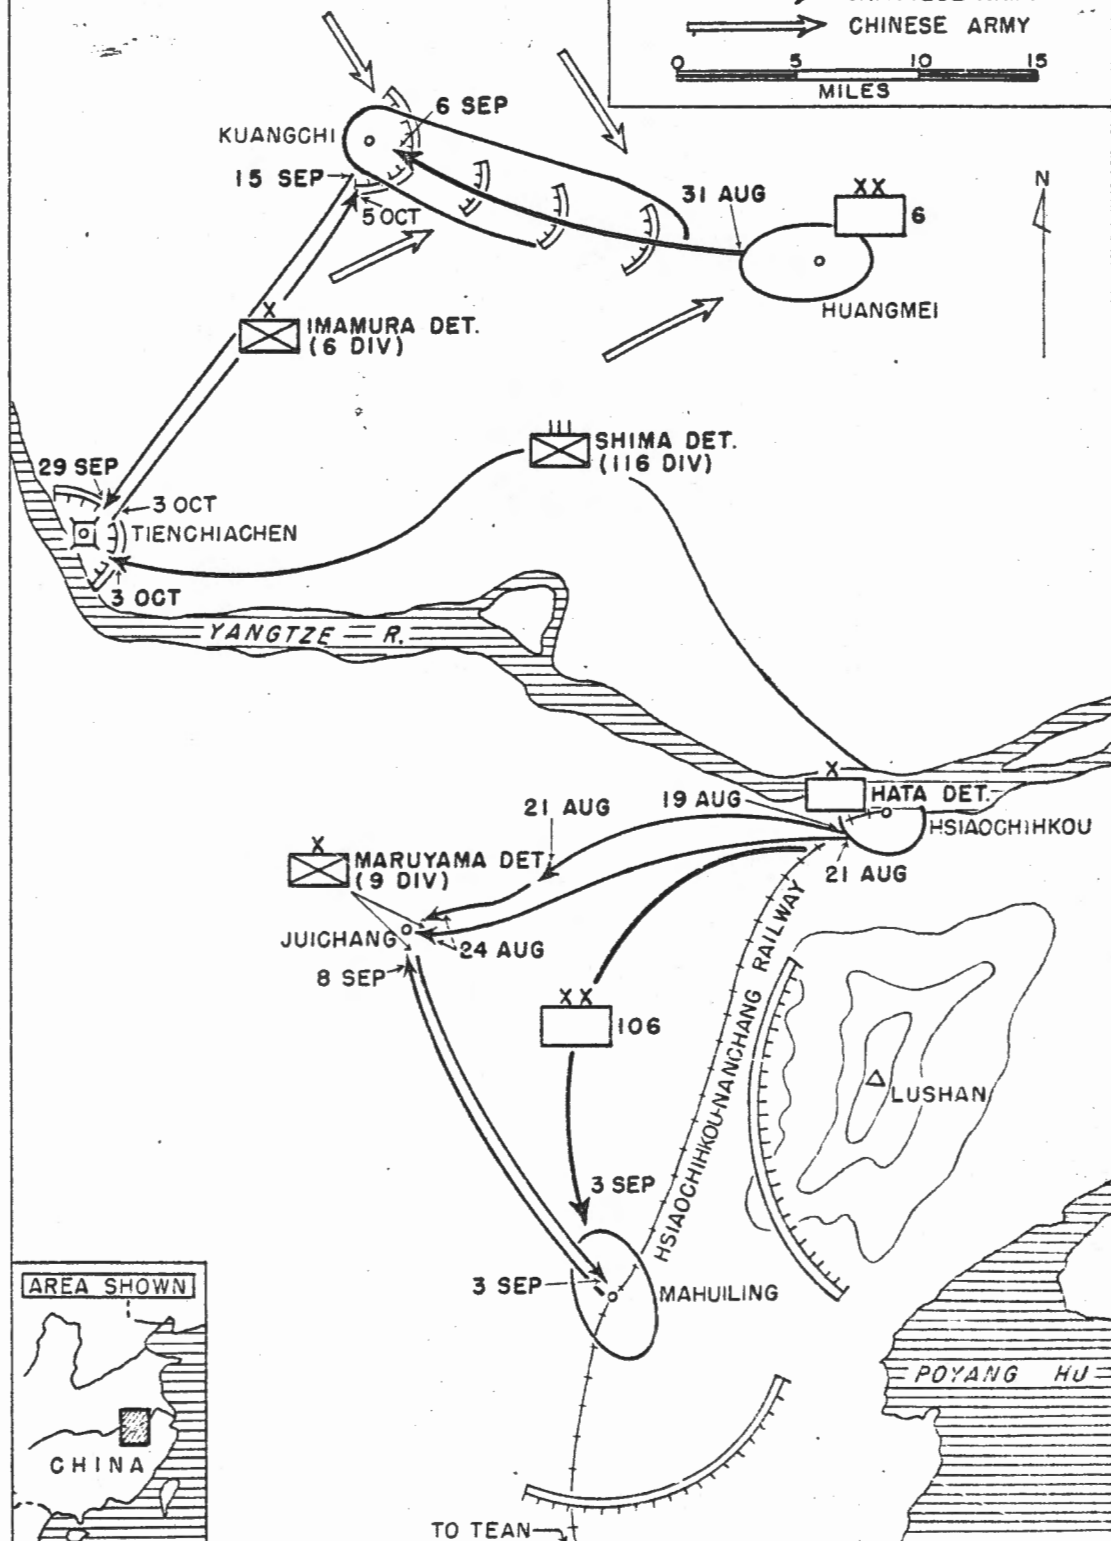 CHINESE ARMY
0 5 10 15
MILES
N
KUANGCHI
6 SEP
15 SEP
5 OCT
31 AUG
XX
6
HUANGMEI
X
IMAMURA DET.
(6 DIV)
III
SHIMA DET.
(116 DIV)
29 SEP
3 OCT
TIENCHIACHEN
3 OCT
YANGTZE R.
X
HATA DET.
HSIAOCHIHKOU
19 AUG
21 AUG
21 AUG
X
MARUYAMA DET.
(9 DIV)
JUICHANG
24 AUG
8 SEP
XX
106
HSIAOCHIHKOU-NANCHANG RAILWAY
LUSHAN
3 SEP
3 SEP
MAHUILING
AREA SHOWN
CHINA
POYANG HU
TO TEAN